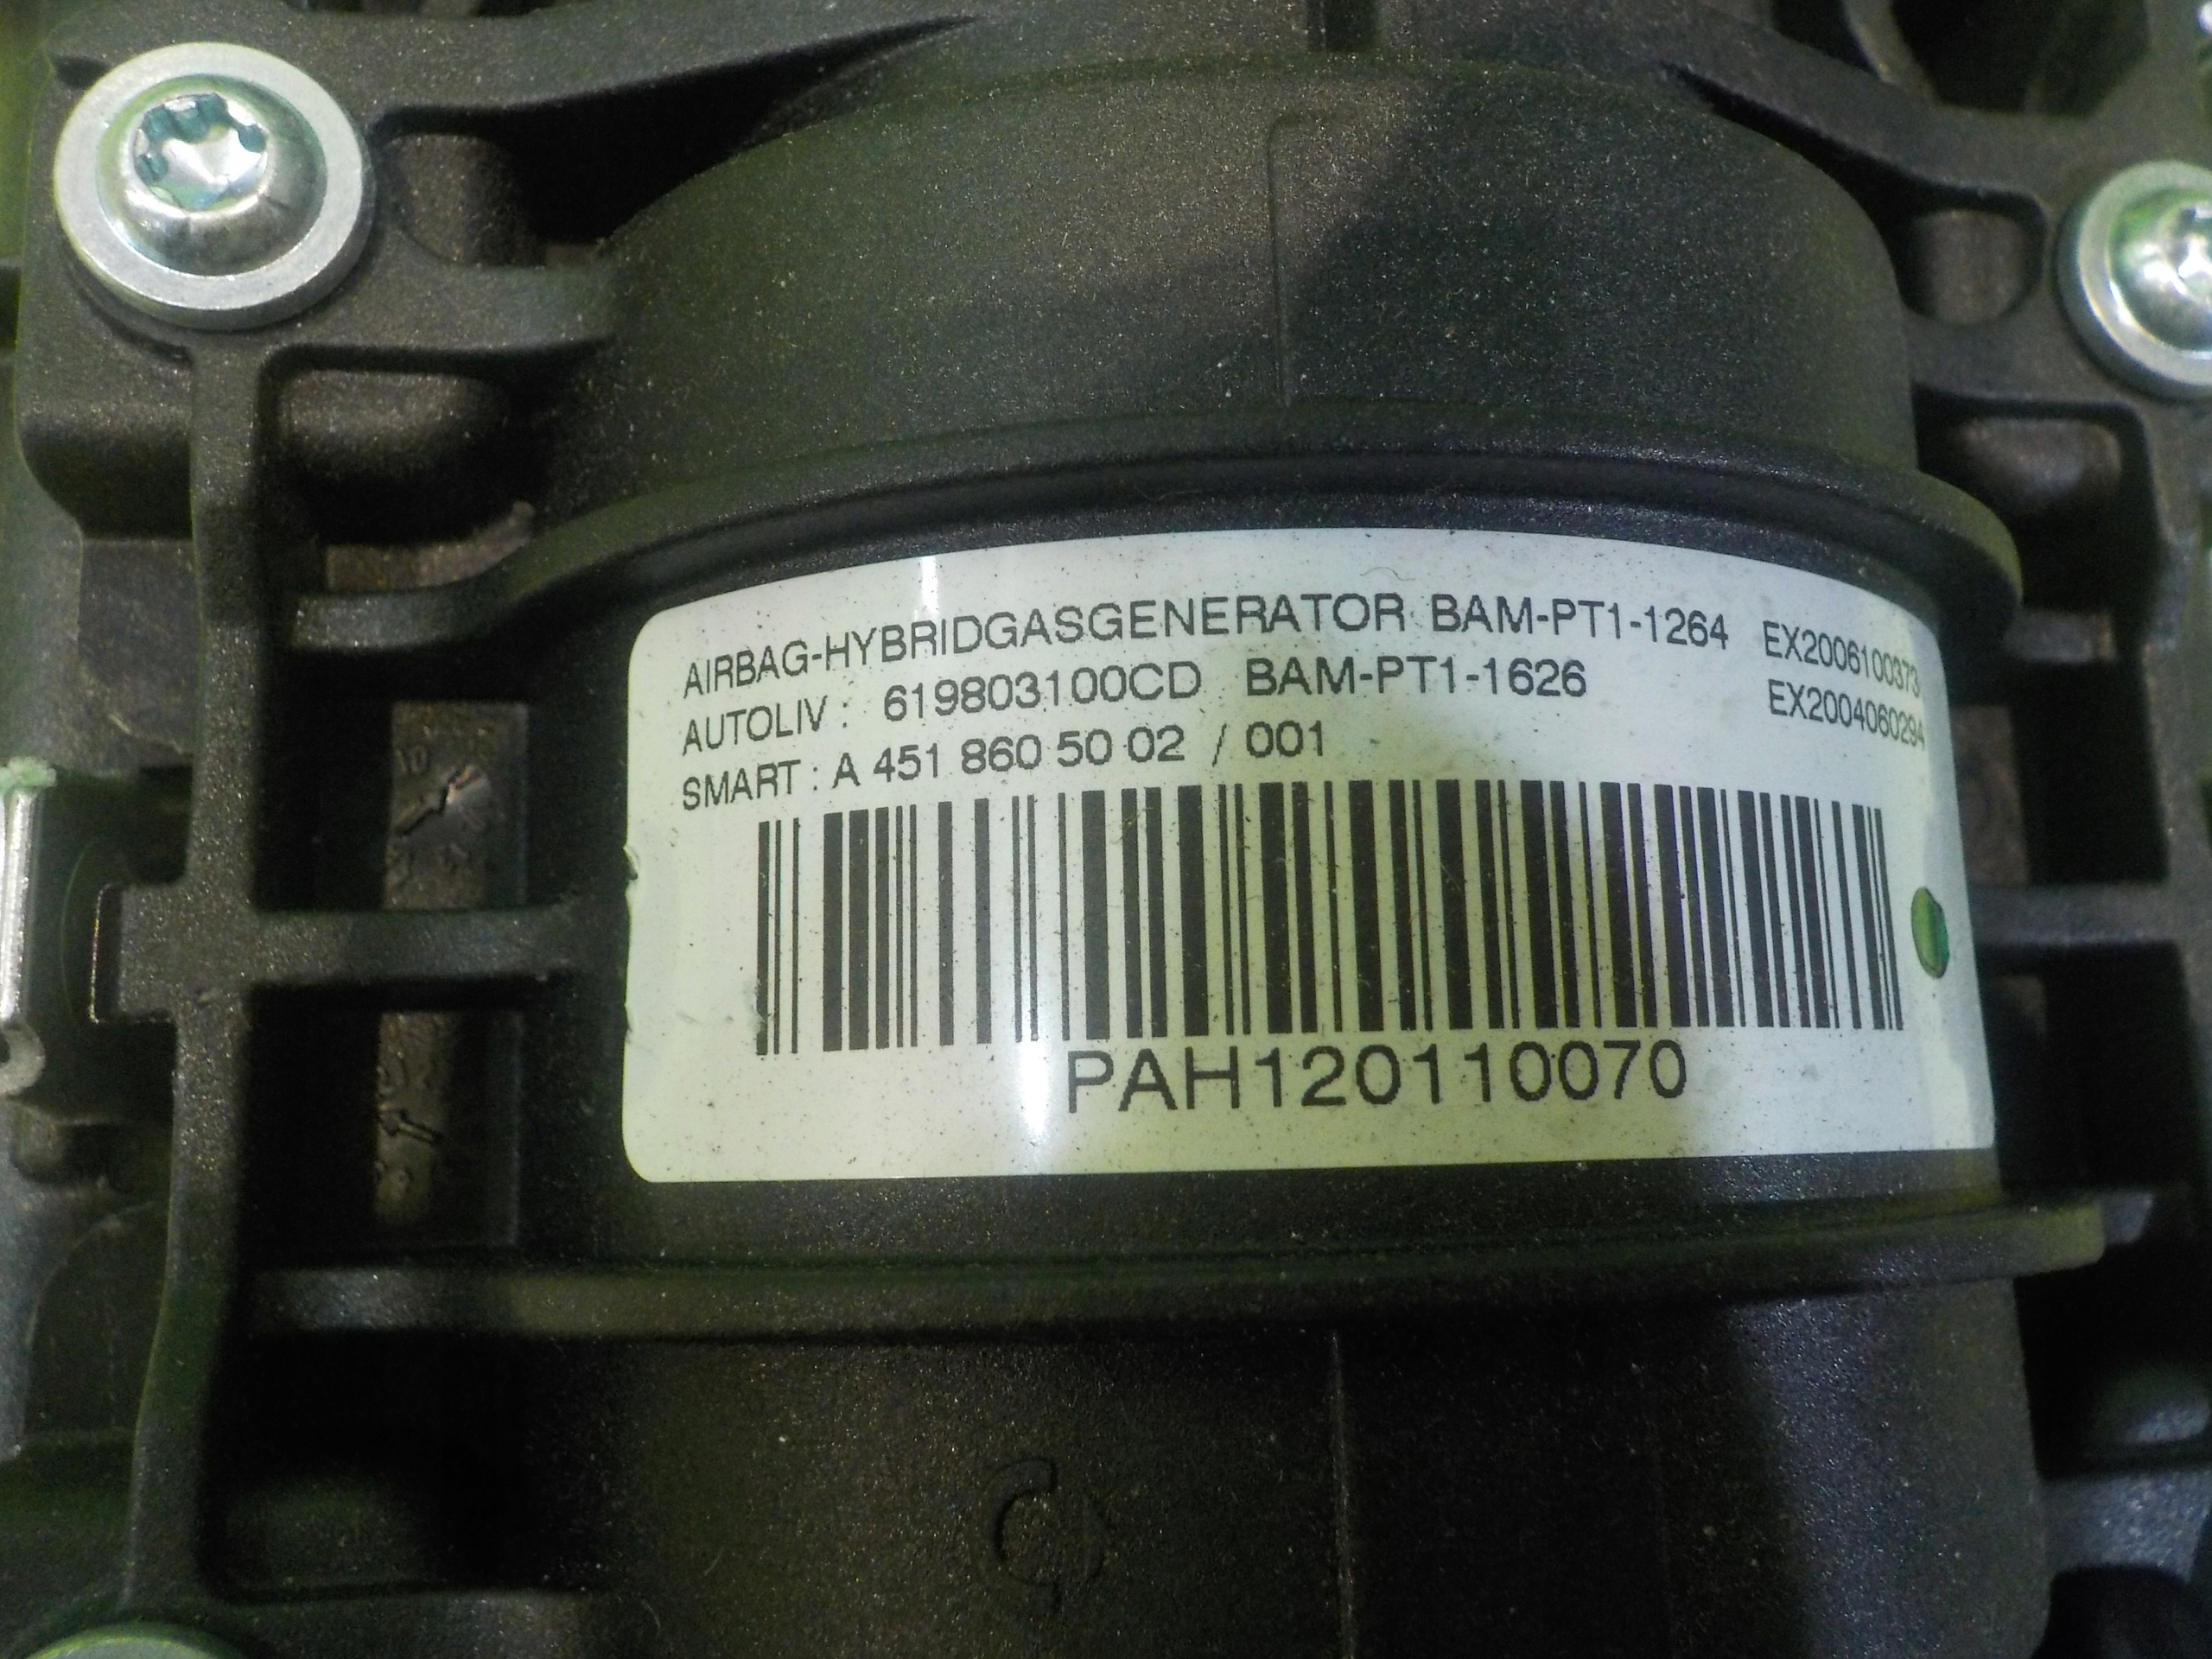 AIRBAG-HYBRIDGASGENERATOR BAM-PT1-1264 EX2006100373
AUTOLIV : 619803100CD BAM-PT1-1626 EX2004060294
SMART : A 451 860 50 02 / 001
PAH120110070